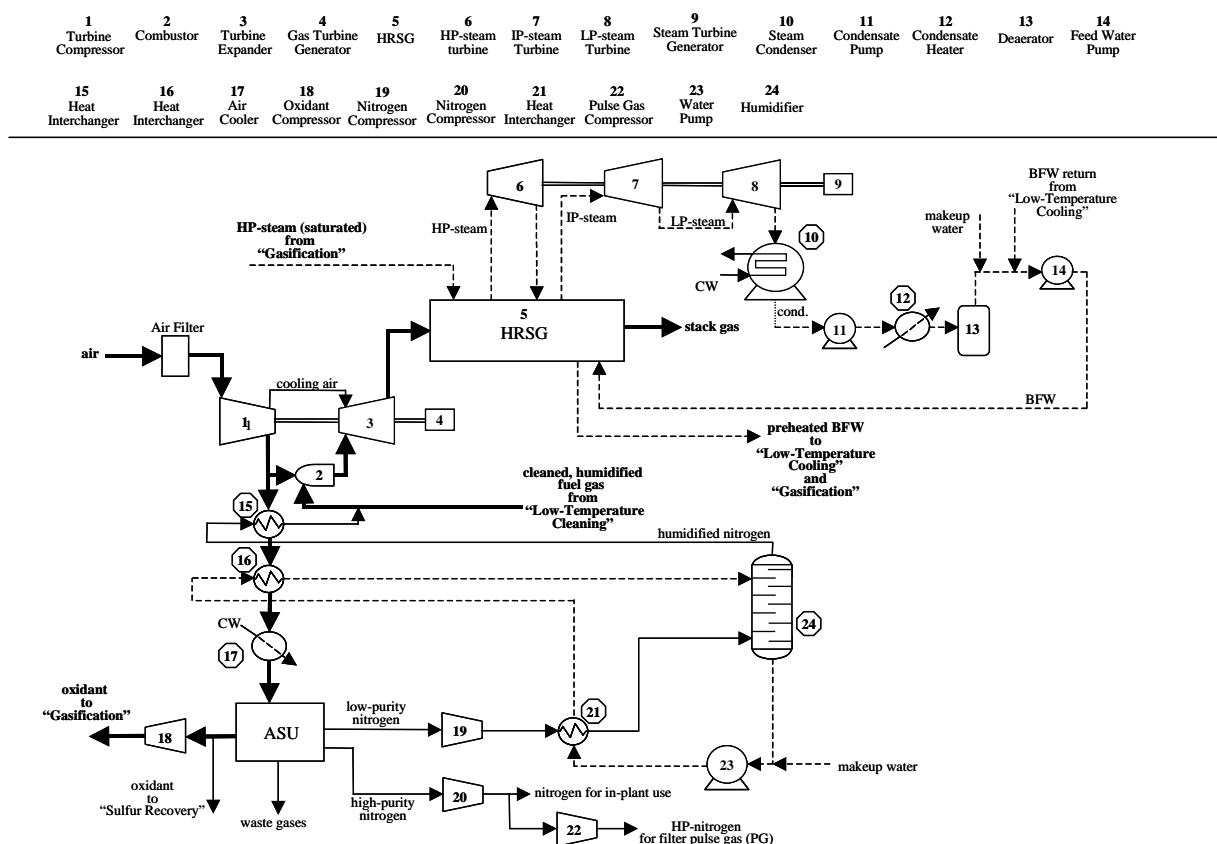 1
Turbine
Compressor
2
Combustor
3
Turbine
Expander
4
Gas Turbine
Generator
5
HRSG
6
HP-steam
turbine
7
IP-steam
Turbine
8
LP-steam
Turbine
9
Steam Turbine
Generator
10
Steam
Condenser
11
Condensate
Pump
12
Condensate
Heater
13
Deaerator
14
Feed Water
Pump
15
Heat
Interchanger
16
Heat
Interchanger
17
Air
Cooler
18
Oxidant
Compressor
19
Nitrogen
Compressor
20
Nitrogen
Compressor
21
Heat
Interchanger
22
Pulse Gas
Compressor
23
Water
Pump
24
Humidifier
6
7
8
9
BFW return
from
“Low-Temperature
Cooling”
makeup
water
HP-steam (saturated)
from
“Gasification”
HP-steam
IP-steam
LP-steam
10
CW
14
cond.
12
11
13
5
HRSG
stack gas
Air Filter
air
cooling air
BFW
1
3
4
2
preheated BFW
to
“Low-Temperature
Cooling”
and
“Gasification”
cleaned, humidified
fuel gas
from
“Low-Temperature
Cleaning”
15
humidified nitrogen
16
24
CW
17
oxidant
to
“Gasification”
18
ASU
low-purity
nitrogen
19
21
23
makeup water
oxidant
to
“Sulfur Recovery”
waste gases
high-purity
nitrogen
20
nitrogen for in-plant use
22
HP-nitrogen
for filter pulse gas (PG)